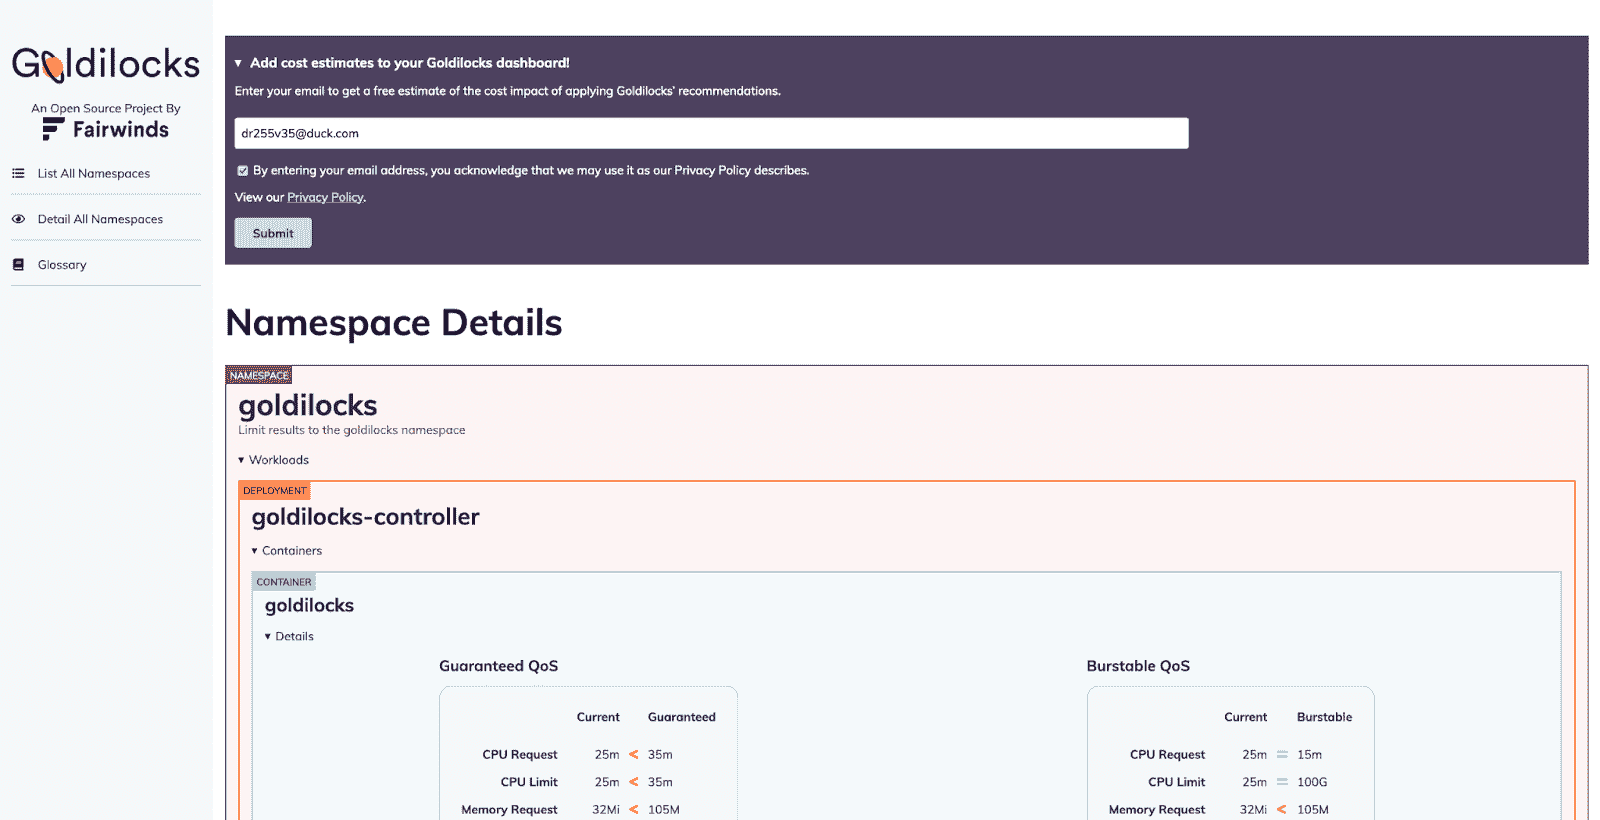 Goldilocks
An Open Source Project By
Fairwinds
List All Namespaces
Detail All Namespaces
Glossary
▼ Add cost estimates to your Goldilocks dashboard!
Enter your email to get a free estimate of the cost impact of applying Goldilocks' recommendations.
dr255v35@duck.com
By entering your email address, you acknowledge that we may use it as our Privacy Policy describes.
View our Privacy Policy.
Submit
Namespace Details
NAMESPACE
goldilocks
Limit results to the goldilocks namespace
▼ Workloads
DEPLOYMENT
goldilocks-controller
▼ Containers
CONTAINER
goldilocks
▼ Details
Guaranteed QoS
Current Guaranteed
CPU Request 25m < 35m
CPU Limit 25m < 35m
Memory Request 32Mi < 105M
Burstable QoS
Current Burstable
CPU Request 25m = 15m
CPU Limit 25m = 100G
Memory Request 32Mi < 105M